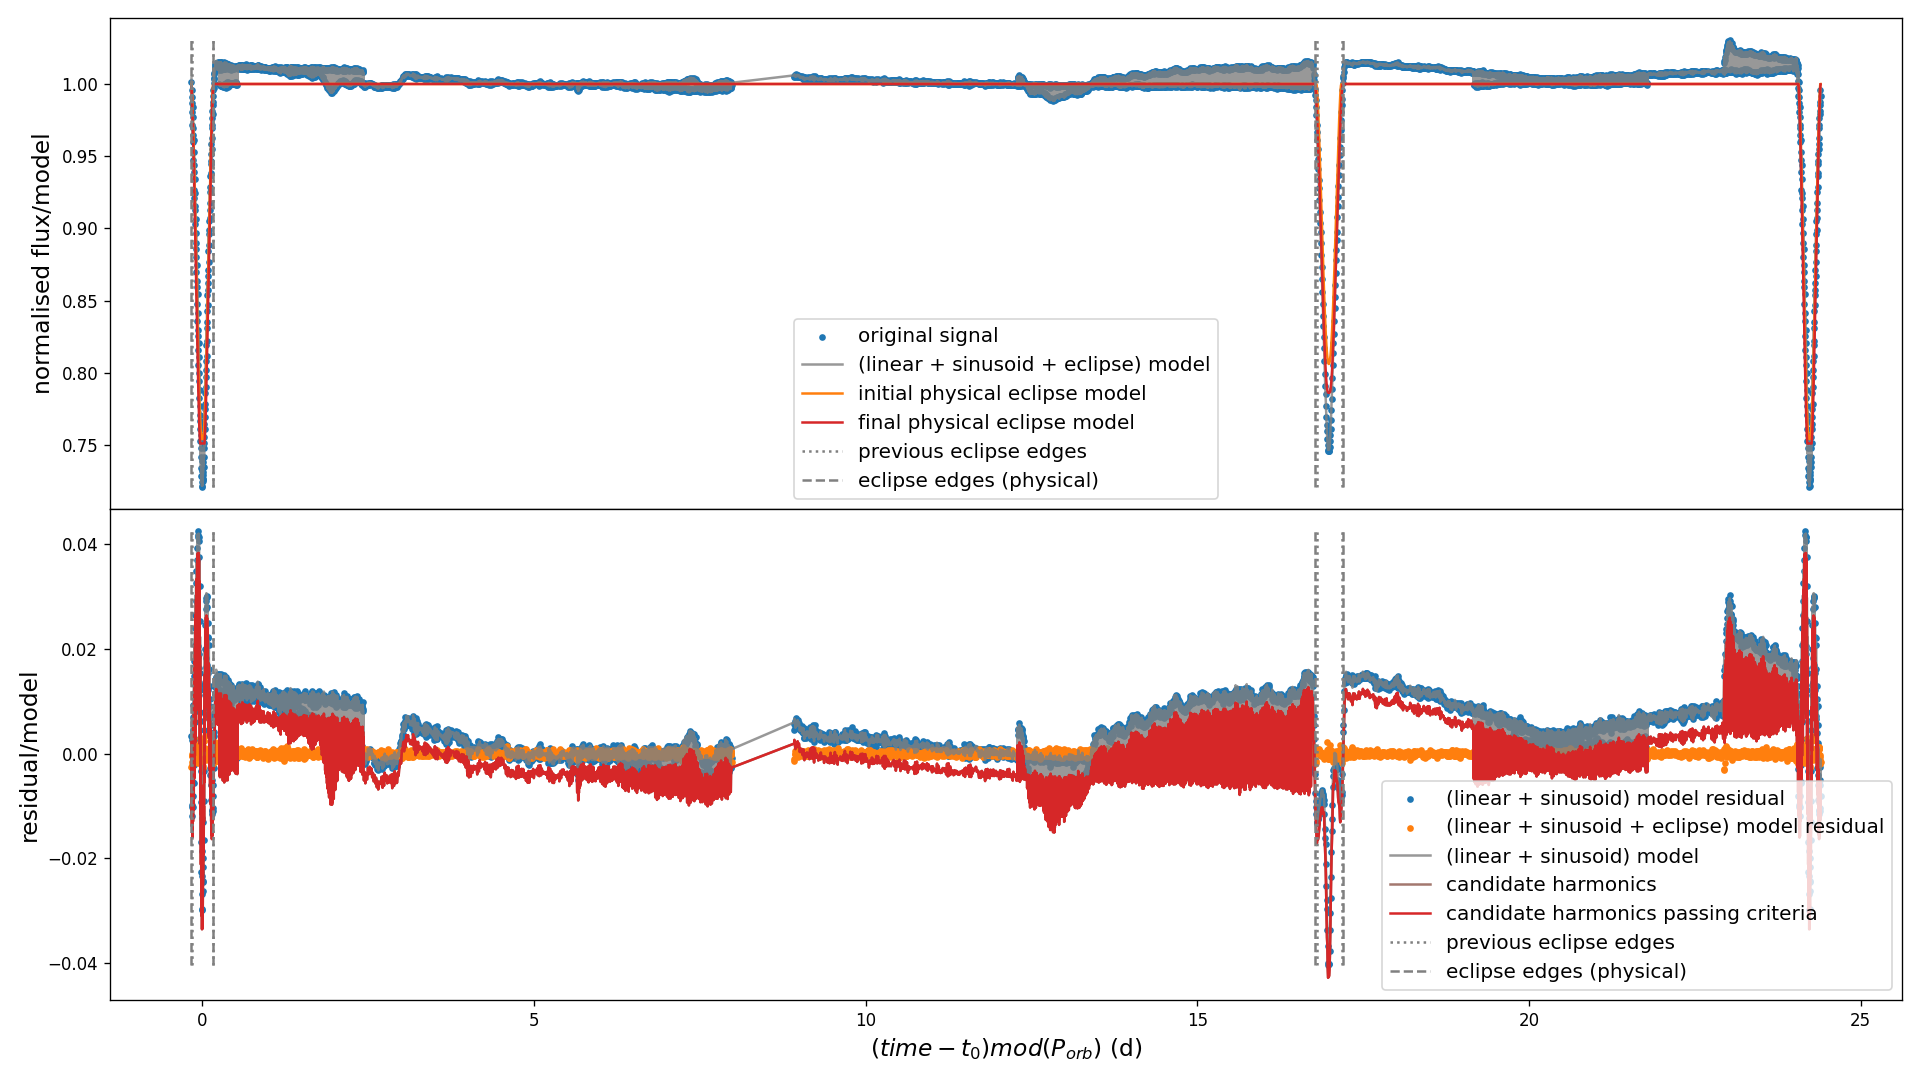 normalised flux/model
1.00
0.95
0.90
0.85
0.80
0.75
original signal
(linear + sinusoid + eclipse) model
initial physical eclipse model
final physical eclipse model
previous eclipse edges
eclipse edges (physical)
residual/model
0.04
0.02
0.00
−0.02
−0.04
(linear + sinusoid) model residual
(linear + sinusoid + eclipse) model residual
(linear + sinusoid) model
candidate harmonics
candidate harmonics passing criteria
previous eclipse edges
eclipse edges (physical)
0 5 10 15 20 25
(time − t₀)mod(P_orb) (d)